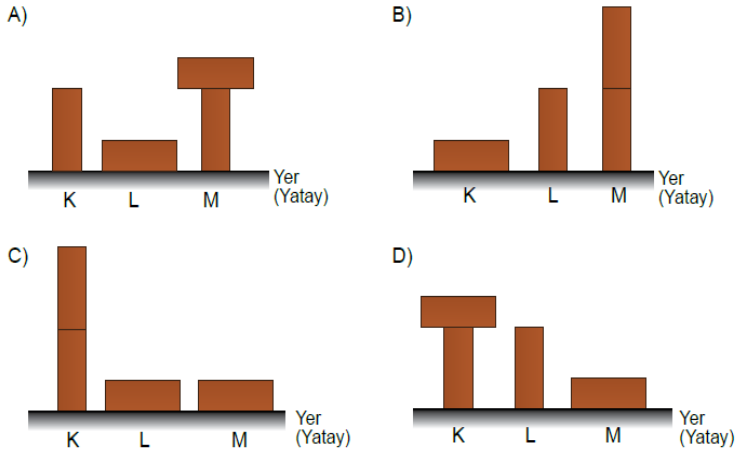 A)
K L M Yer
(Yatay)
B)
K L M Yer
(Yatay)
C)
K L M Yer
(Yatay)
D)
K L M Yer
(Yatay)